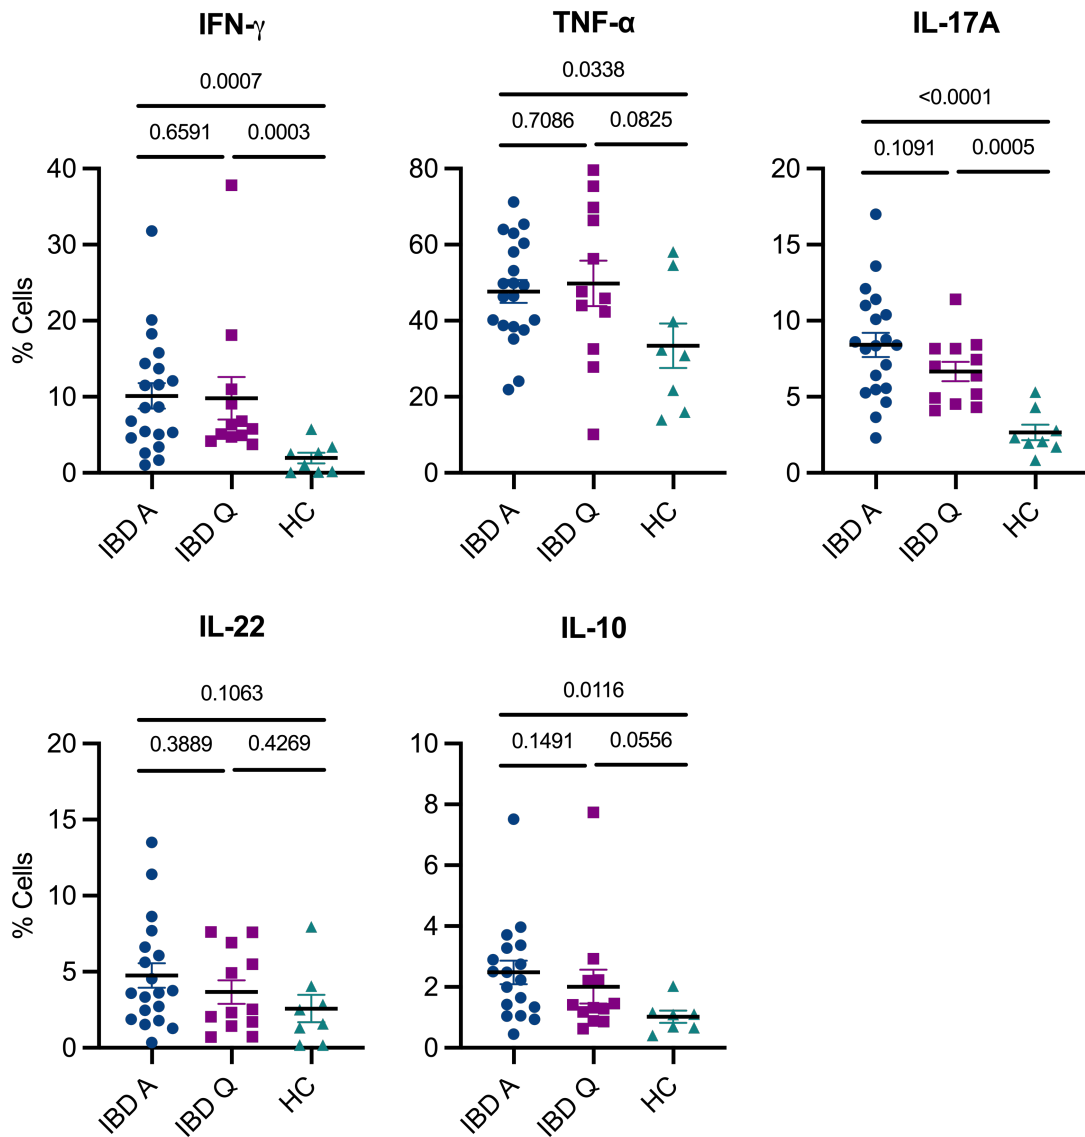 IFN-γ
0.0007
0.6591 0.0003
% Cells
40
30
20
10
0
IBD A
IBD Q
HC
TNF-α
0.0338
0.7086 0.0825
80
60
40
20
0
IBD A
IBD Q
HC
IL-17A
<0.0001
0.1091 0.0005
20
15
10
5
0
IBD A
IBD Q
HC
IL-22
0.1063
0.3889 0.4269
% Cells
20
15
10
5
0
IBD A
IBD Q
HC
IL-10
0.0116
0.1491 0.0556
10
8
6
4
2
0
IBD A
IBD Q
HC